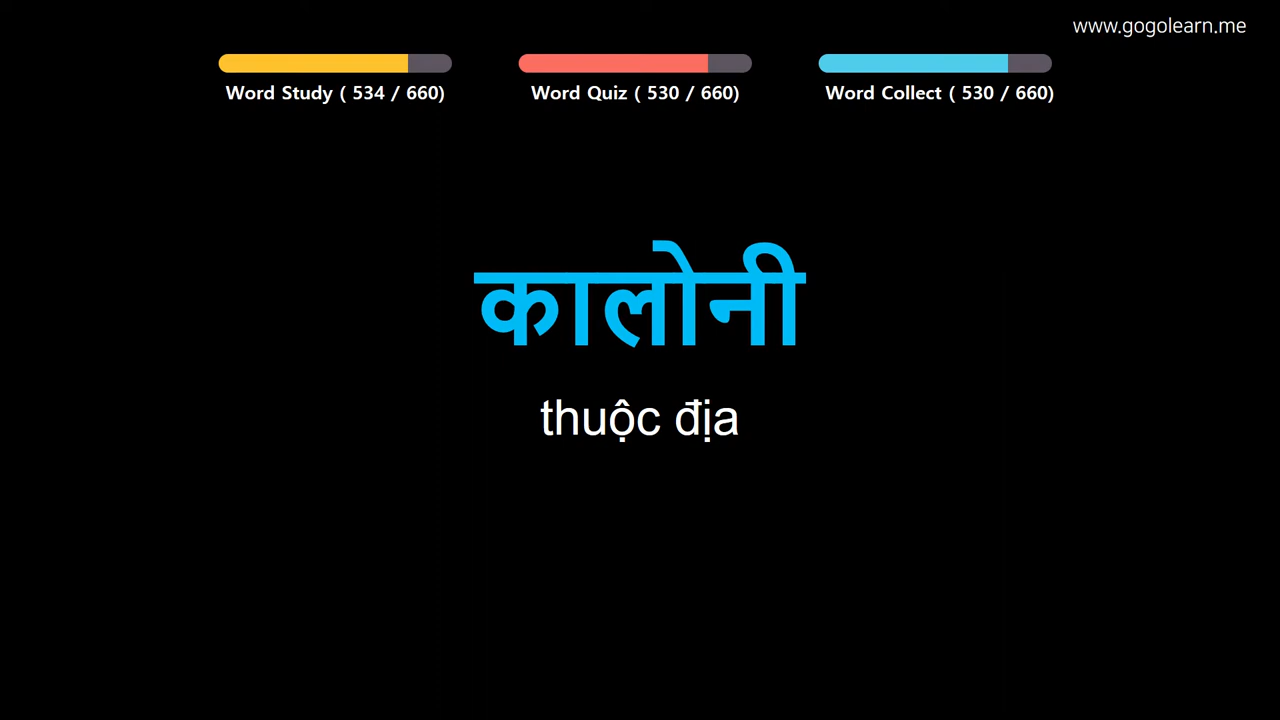 www.gogolearn.me
Word Study ( 534 / 660)
Word Quiz ( 530 / 660)
Word Collect ( 530 / 660)
कालोनी
thuộc địa